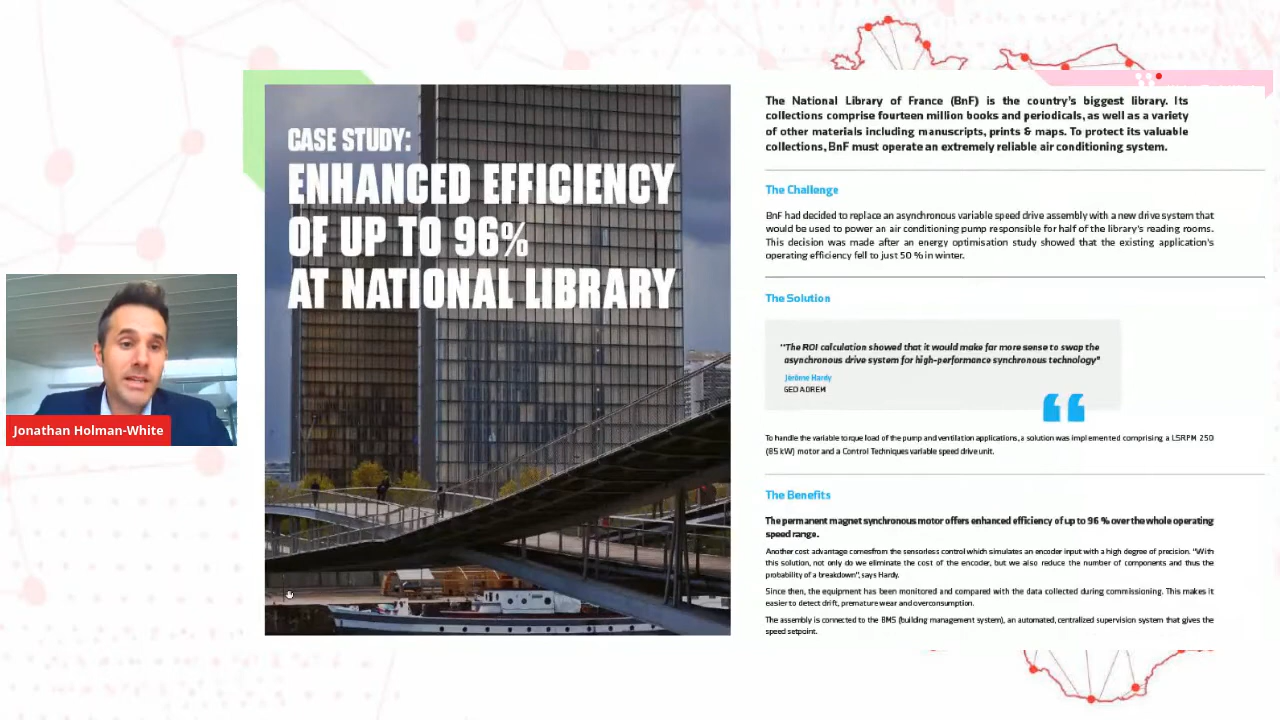 CASE STUDY:
ENHANCED EFFICIENCY
OF UP TO 96%
AT NATIONAL LIBRARY
The National Library of France (BnF) is the country's biggest library. Its
collections comprise fourteen million books and periodicals, as well as a variety
of other materials including manuscripts, prints & maps. To protect its valuable
collections, BnF must operate an extremely reliable air conditioning system.
The Challenge
BnF had decided to replace an asynchronous variable speed drive assembly with a new drive system that
would be used to power an air conditioning pump responsible for half of the library's reading rooms.
This decision was made after an energy optimisation study showed that the existing application's
operating efficiency fell to just 50 % in winter.
The Solution
"The ROI calculation showed that it would make far more sense to swap the
asynchronous drive system for high-performance synchronous technology"
Jérôme Hardy
GEO ADREM
To handle the variable torque load of the pump and ventilation applications, a solution was implemented comprising a LSRPM 250
(85 kW) motor and a Control Techniques variable speed drive unit.
The Benefits
The permanent magnet synchronous motor offers enhanced efficiency of up to 96 % over the whole operating
speed range.
Another cost advantage comesfrom the sensorless control which simulates an encoder input with a high degree of precision. "With
this solution, not only do we eliminate the cost of the encoder, but we also reduce the number of components and thus the
probability of a breakdown", says Hardy.
Since then, the equipment has been monitored and compared with the data collected during commissioning. This makes it
easier to detect drift, premature wear and overconsumption.
The assembly is connected to the BMS (building management system), an automated, centralized supervision system that gives the
speed setpoint.
Jonathan Holman-White